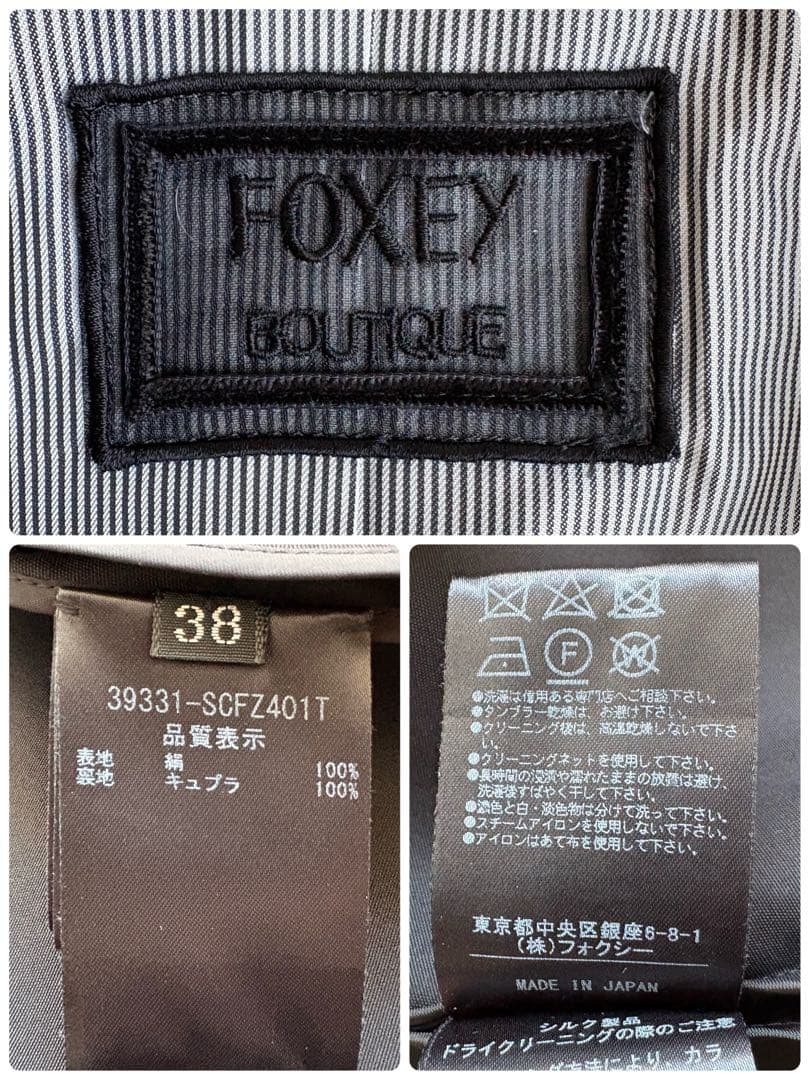 FOXEY
BOUTIQUE
38
39331-SCFZ401T
品質表示
表地 絹 100%
裏地 キュプラ 100%
F
W
●洗濯は信用ある専門店へご相談下さい。
●タンブラー乾燥は、お避け下さい。
●クリーニング後は、高温乾燥しないで下さ
い。
●クリーニングネットを使用して下さい。
●長時間の浸漬や濡れたままの放置は避け、
洗濯後すばやく干して下さい。
●濃色と白・淡色物は分けて洗って下さい。
●スチームアイロンを使用しないで下さい。
●アイロンはあて布を使用して下さい。
東京都中央区銀座6-8-1
(株)フォクシー
MADE IN JAPAN
シルク製品
ドライクリーニングの際のご注意
方法により、カラ